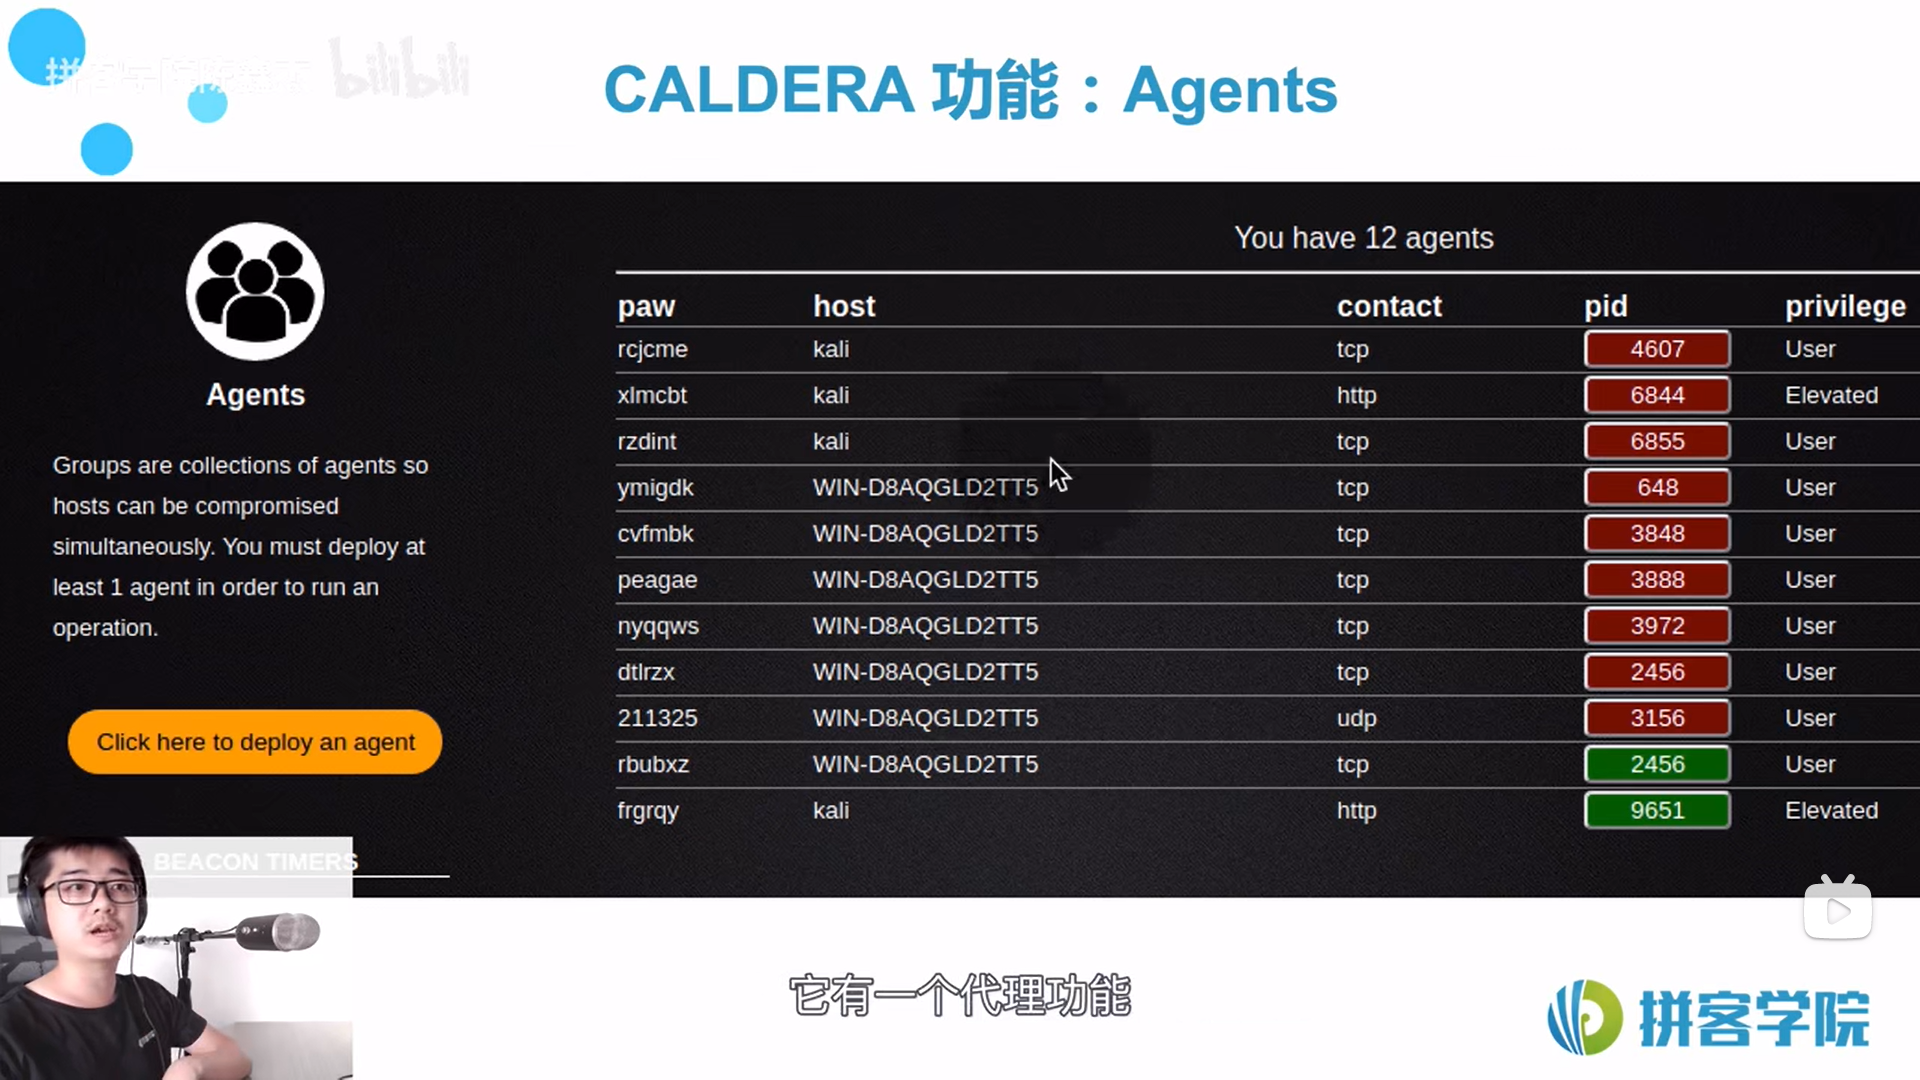 bilibili
CALDERA 功能：Agents
Agents
Groups are collections of agents so
hosts can be compromised
simultaneously. You must deploy at
least 1 agent in order to run an
operation.
Click here to deploy an agent
BEACON TIMERS
You have 12 agents
paw host contact pid privilege
rcjcme kali tcp 4607 User
xlmcbt kali http 6844 Elevated
rzdint kali tcp 6855 User
ymigdk WIN-D8AQGLD2TT5 tcp 648 User
cvfmbk WIN-D8AQGLD2TT5 tcp 3848 User
peagae WIN-D8AQGLD2TT5 tcp 3888 User
nyqqws WIN-D8AQGLD2TT5 tcp 3972 User
dtlrzx WIN-D8AQGLD2TT5 tcp 2456 User
211325 WIN-D8AQGLD2TT5 udp 3156 User
rbubxz WIN-D8AQGLD2TT5 tcp 2456 User
frgrqy kali http 9651 Elevated
它有一个代理功能
拼客学院